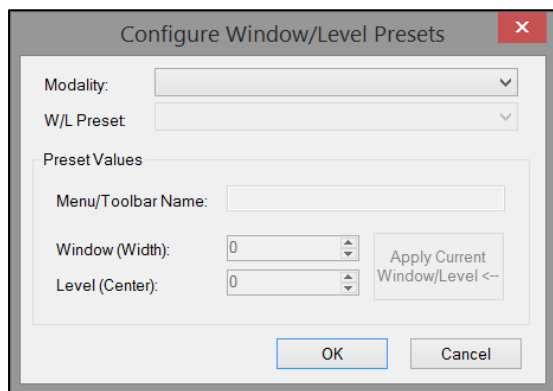 Configure Window/Level Presets
Modality:
W/L Preset:
Preset Values
Menu/Toolbar Name:
Window (Width):
0
Level (Center):
0
Apply Current
Window/Level <--
OK
Cancel